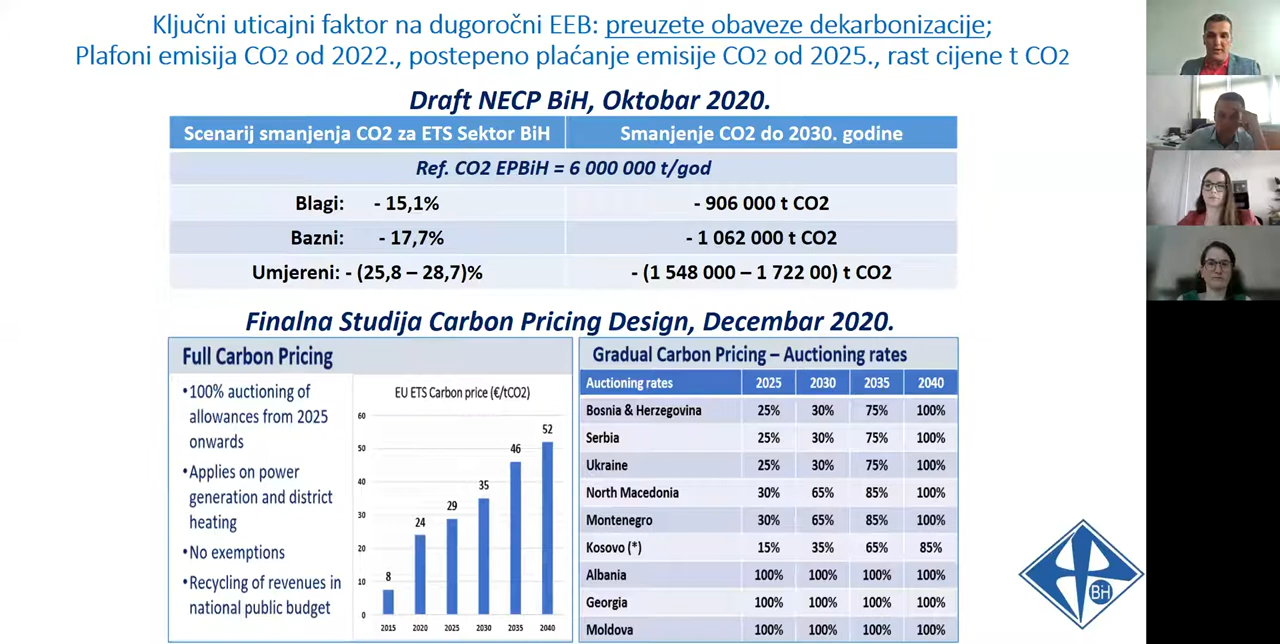 Ključni uticajni faktor na dugoročni EEB: preuzete obaveze dekarbonizacije;
Plafoni emisija CO2 od 2022., postepeno plaćanje emisije CO2 od 2025., rast cijene t CO2
Draft NECP BiH, Oktobar 2020.
Scenarij smanjenja CO2 za ETS Sektor BiH Smanjenje CO2 do 2030. godine
Ref. CO2 EPBiH = 6 000 000 t/god
Blagi: - 15,1% - 906 000 t CO2
Bazni: - 17,7% - 1 062 000 t CO2
Umjereni: - (25,8 – 28,7)% - (1 548 000 – 1 722 00) t CO2
Finalna Studija Carbon Pricing Design, Decembar 2020.
Full Carbon Pricing
•100% auctioning of
allowances from 2025
onwards
•Applies on power
generation and district
heating
•No exemptions
•Recycling of revenues in
national public budget
EU ETS Carbon price (€/tCO2)
60
50
40
30
20
10
0
8 24 29 35 46 52
2015 2020 2025 2030 2035 2040
Gradual Carbon Pricing – Auctioning rates
Auctioning rates 2025 2030 2035 2040
Bosnia & Herzegovina 25% 30% 75% 100%
Serbia 25% 30% 75% 100%
Ukraine 25% 30% 75% 100%
North Macedonia 30% 65% 85% 100%
Montenegro 30% 65% 85% 100%
Kosovo (*) 15% 35% 65% 85%
Albania 100% 100% 100% 100%
Georgia 100% 100% 100% 100%
Moldova 100% 100% 100% 100%
BiH